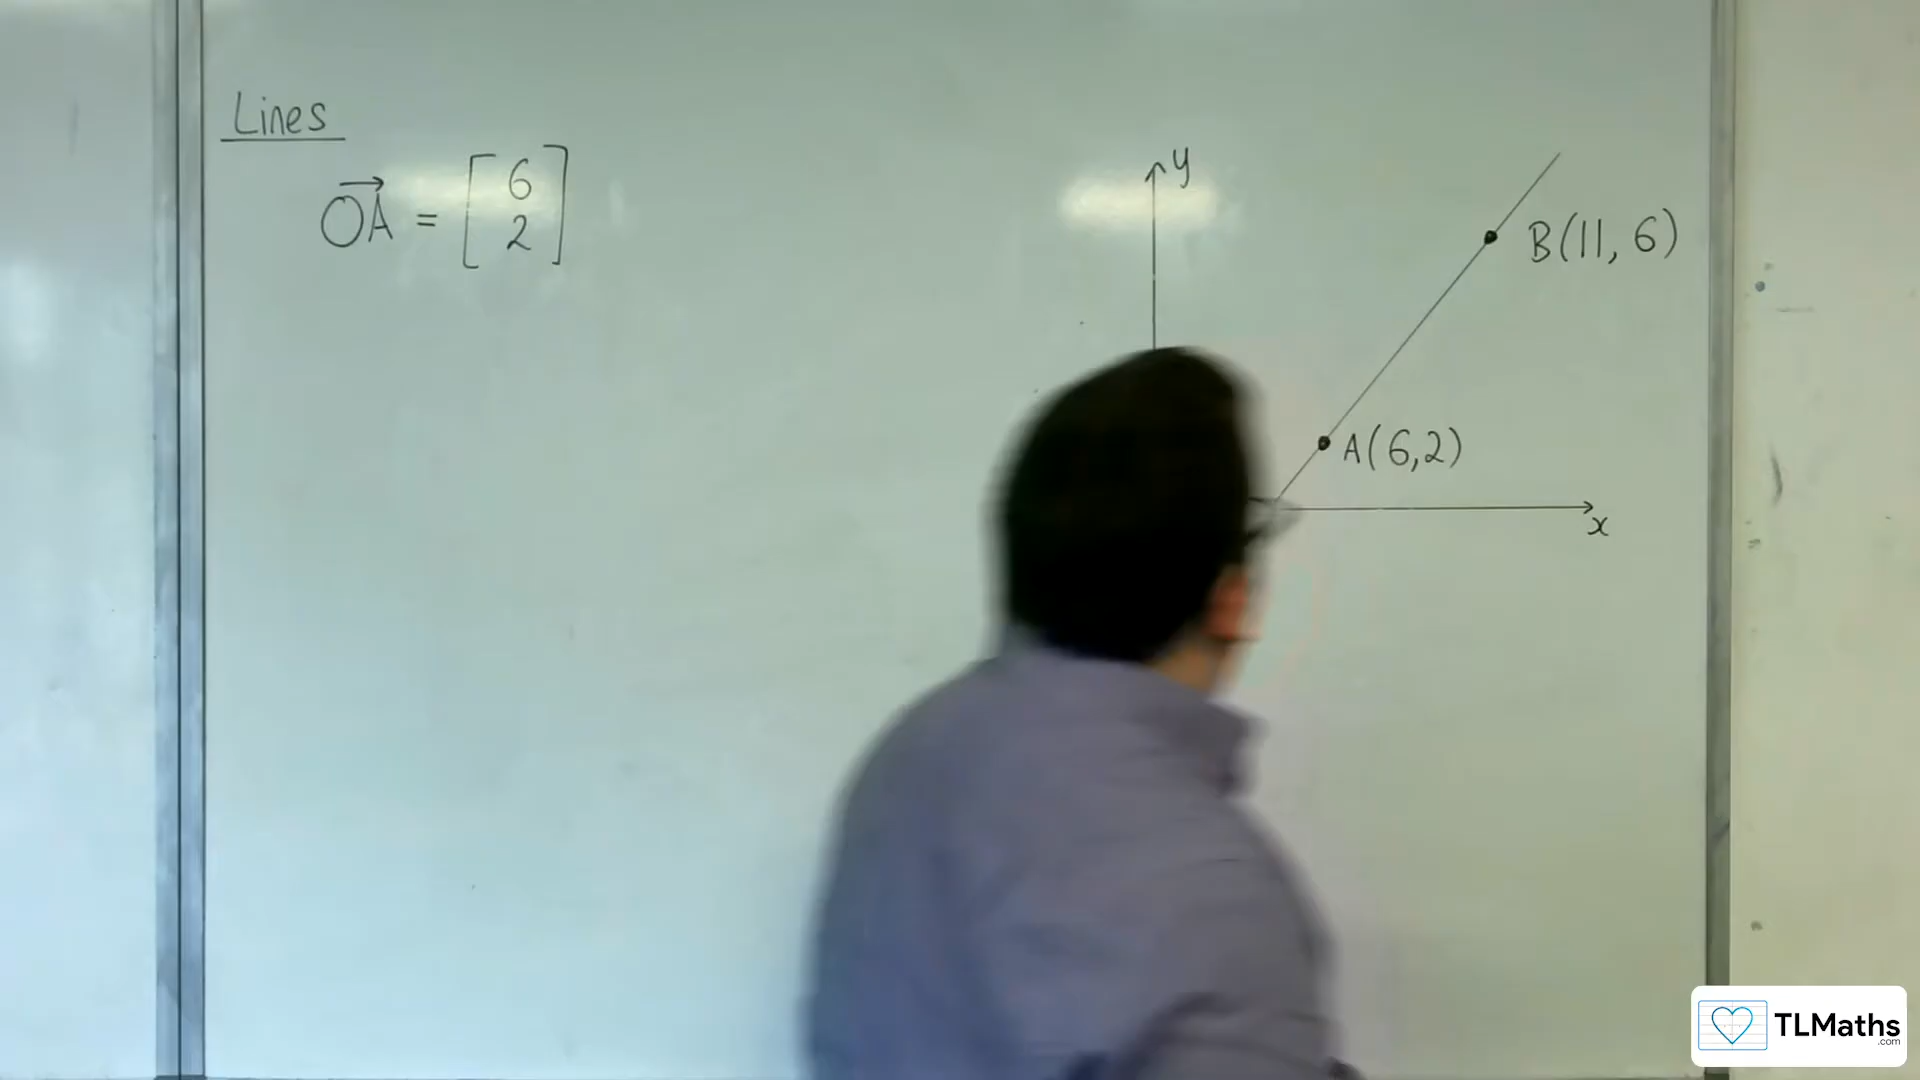 Lines
OA = [6
2]
y
B(11, 6)
A(6,2)
x
TLMaths
.com